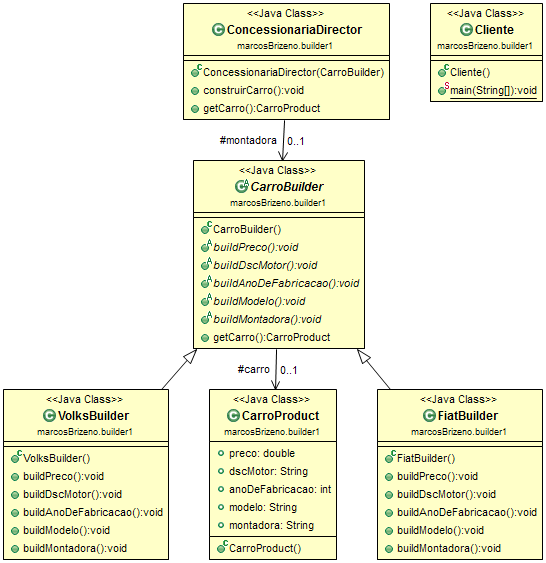 <<Java Class>>
ConcessionariaDirector
marcosBrizeno.builder1
ConcessionariaDirector(CarroBuilder)
construirCarro():void
getCarro():CarroProduct
<<Java Class>>
Cliente
marcosBrizeno.builder1
Cliente()
main(String[]):void
#montadora 0..1
<<Java Class>>
CarroBuilder
marcosBrizeno.builder1
CarroBuilder()
buildPreco():void
buildDscMotor():void
buildAnoDeFabricacao():void
buildModelo():void
buildMontadora():void
getCarro():CarroProduct
#carro 0..1
<<Java Class>>
VolksBuilder
marcosBrizeno.builder1
VolksBuilder()
buildPreco():void
buildDscMotor():void
buildAnoDeFabricacao():void
buildModelo():void
buildMontadora():void
<<Java Class>>
CarroProduct
marcosBrizeno.builder1
preco: double
dscMotor: String
anoDeFabricacao: int
modelo: String
montadora: String
CarroProduct()
<<Java Class>>
FiatBuilder
marcosBrizeno.builder1
FiatBuilder()
buildPreco():void
buildDscMotor():void
buildAnoDeFabricacao():void
buildModelo():void
buildMontadora():void